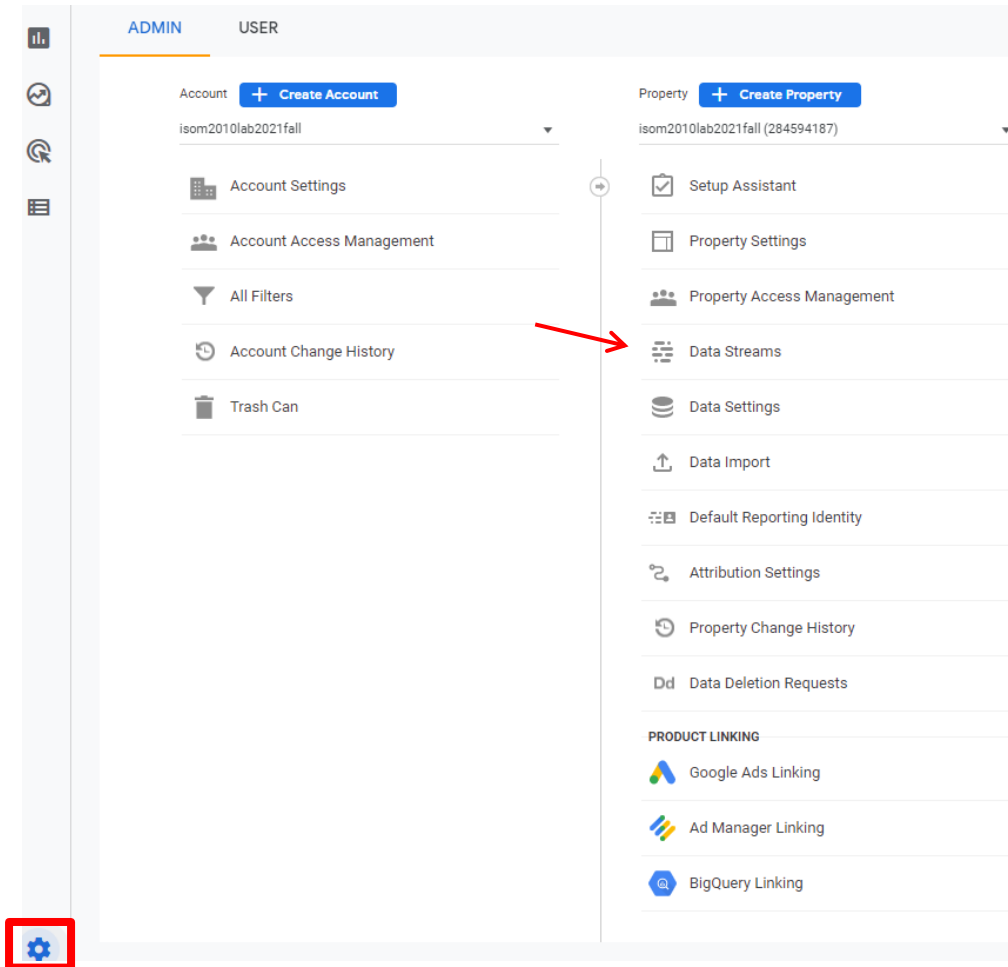 ADMIN
USER
Account
+ Create Account
isom2010lab2021fall
Account Settings
Account Access Management
All Filters
Account Change History
Trash Can
Property
+ Create Property
isom2010lab2021fall (284594187)
Setup Assistant
Property Settings
Property Access Management
Data Streams
Data Settings
Data Import
Default Reporting Identity
Attribution Settings
Property Change History
Dd Data Deletion Requests
PRODUCT LINKING
Google Ads Linking
Ad Manager Linking
BigQuery Linking